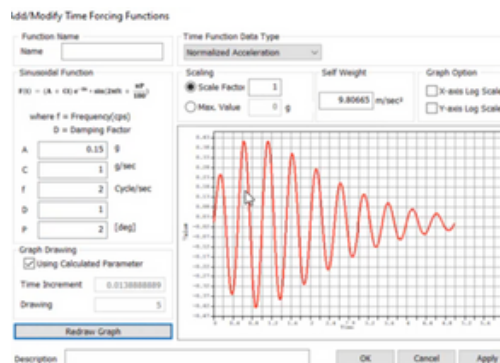 Add/Modify Time Forcing Functions
Function Name
Name
Time Function Data Type
Normalized Acceleration
Sinusoidal Function
where f = Frequency(cps)
D = Damping Factor
A 0.15 g
C 1 g/sec
f 2 Cycle/sec
D 1
P 2 [deg]
Scaling
Scale Factor 1
Max. Value 0 g
Self Weight
9.80665 m/sec²
Graph Option
X-axis Log Scale
Y-axis Log Scale
Graph Drawing
Using Calculated Parameter
Time Increment 0.0138888889
Drawing 5
Redraw Graph
Description
OK Cancel Apply